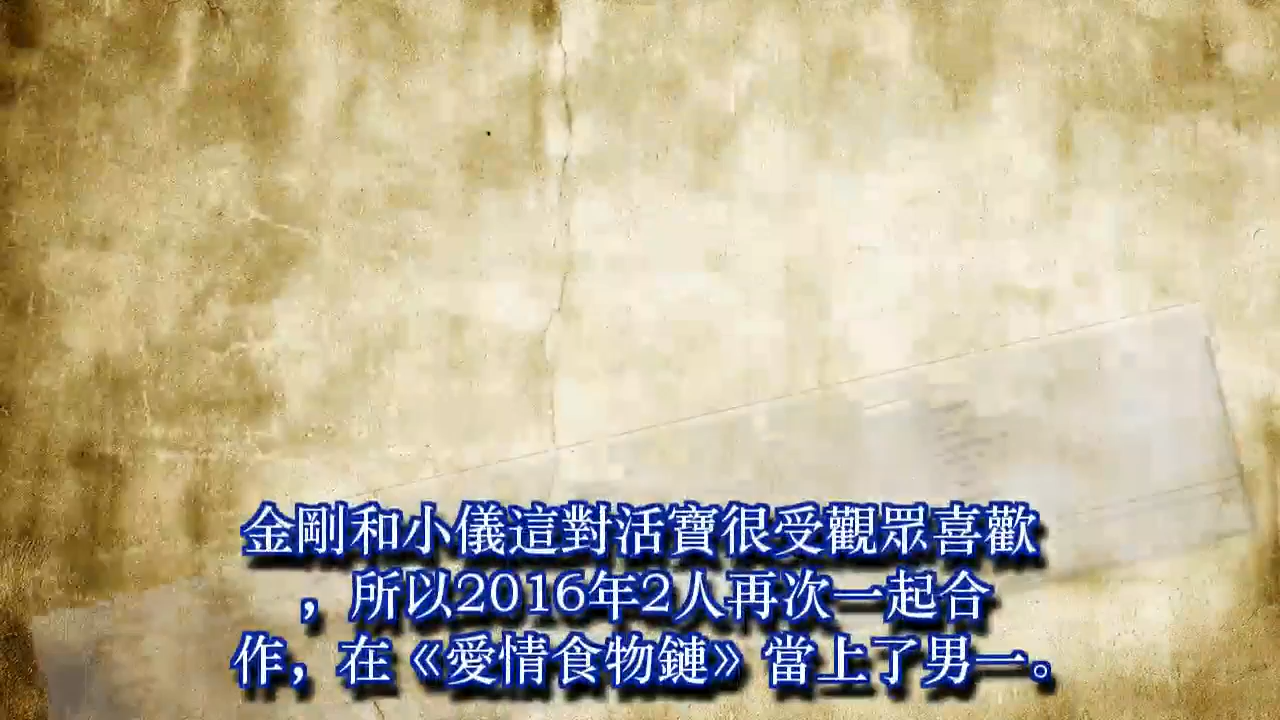 金剛和小儀這對活寶很受觀眾喜歡
，所以2016年2人再次一起合
作，在《愛情食物鏈》當上了男一。